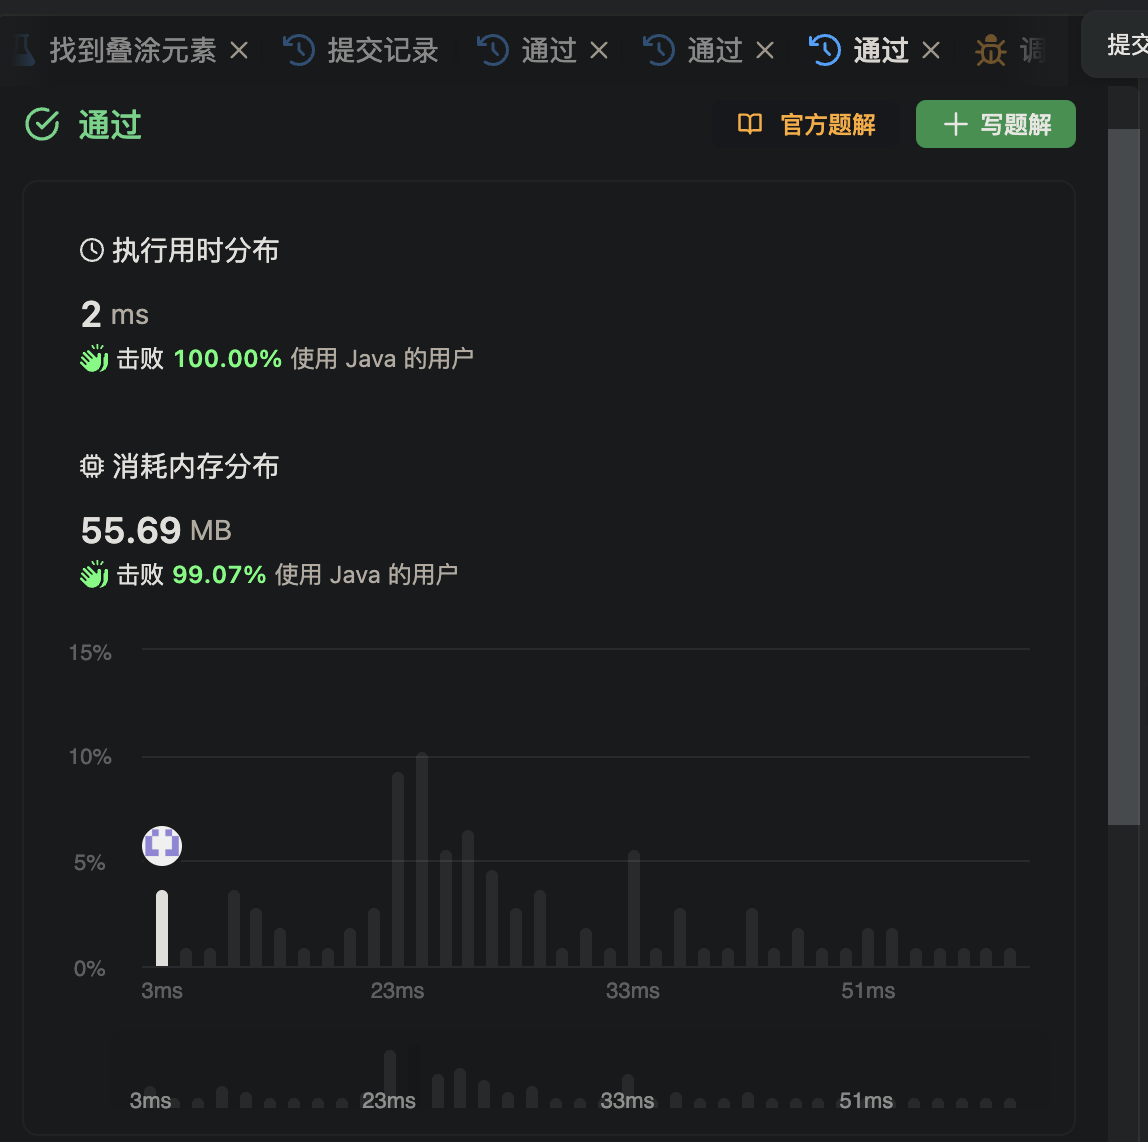 找到叠涂元素 提交记录 通过 通过 通过 调
提交
通过 官方题解 写题解
执行用时分布
2 ms
击败 100.00% 使用 Java 的用户
消耗内存分布
55.69 MB
击败 99.07% 使用 Java 的用户
15%
10%
5%
0%
3ms 23ms 33ms 51ms
3ms 23ms 33ms 51ms